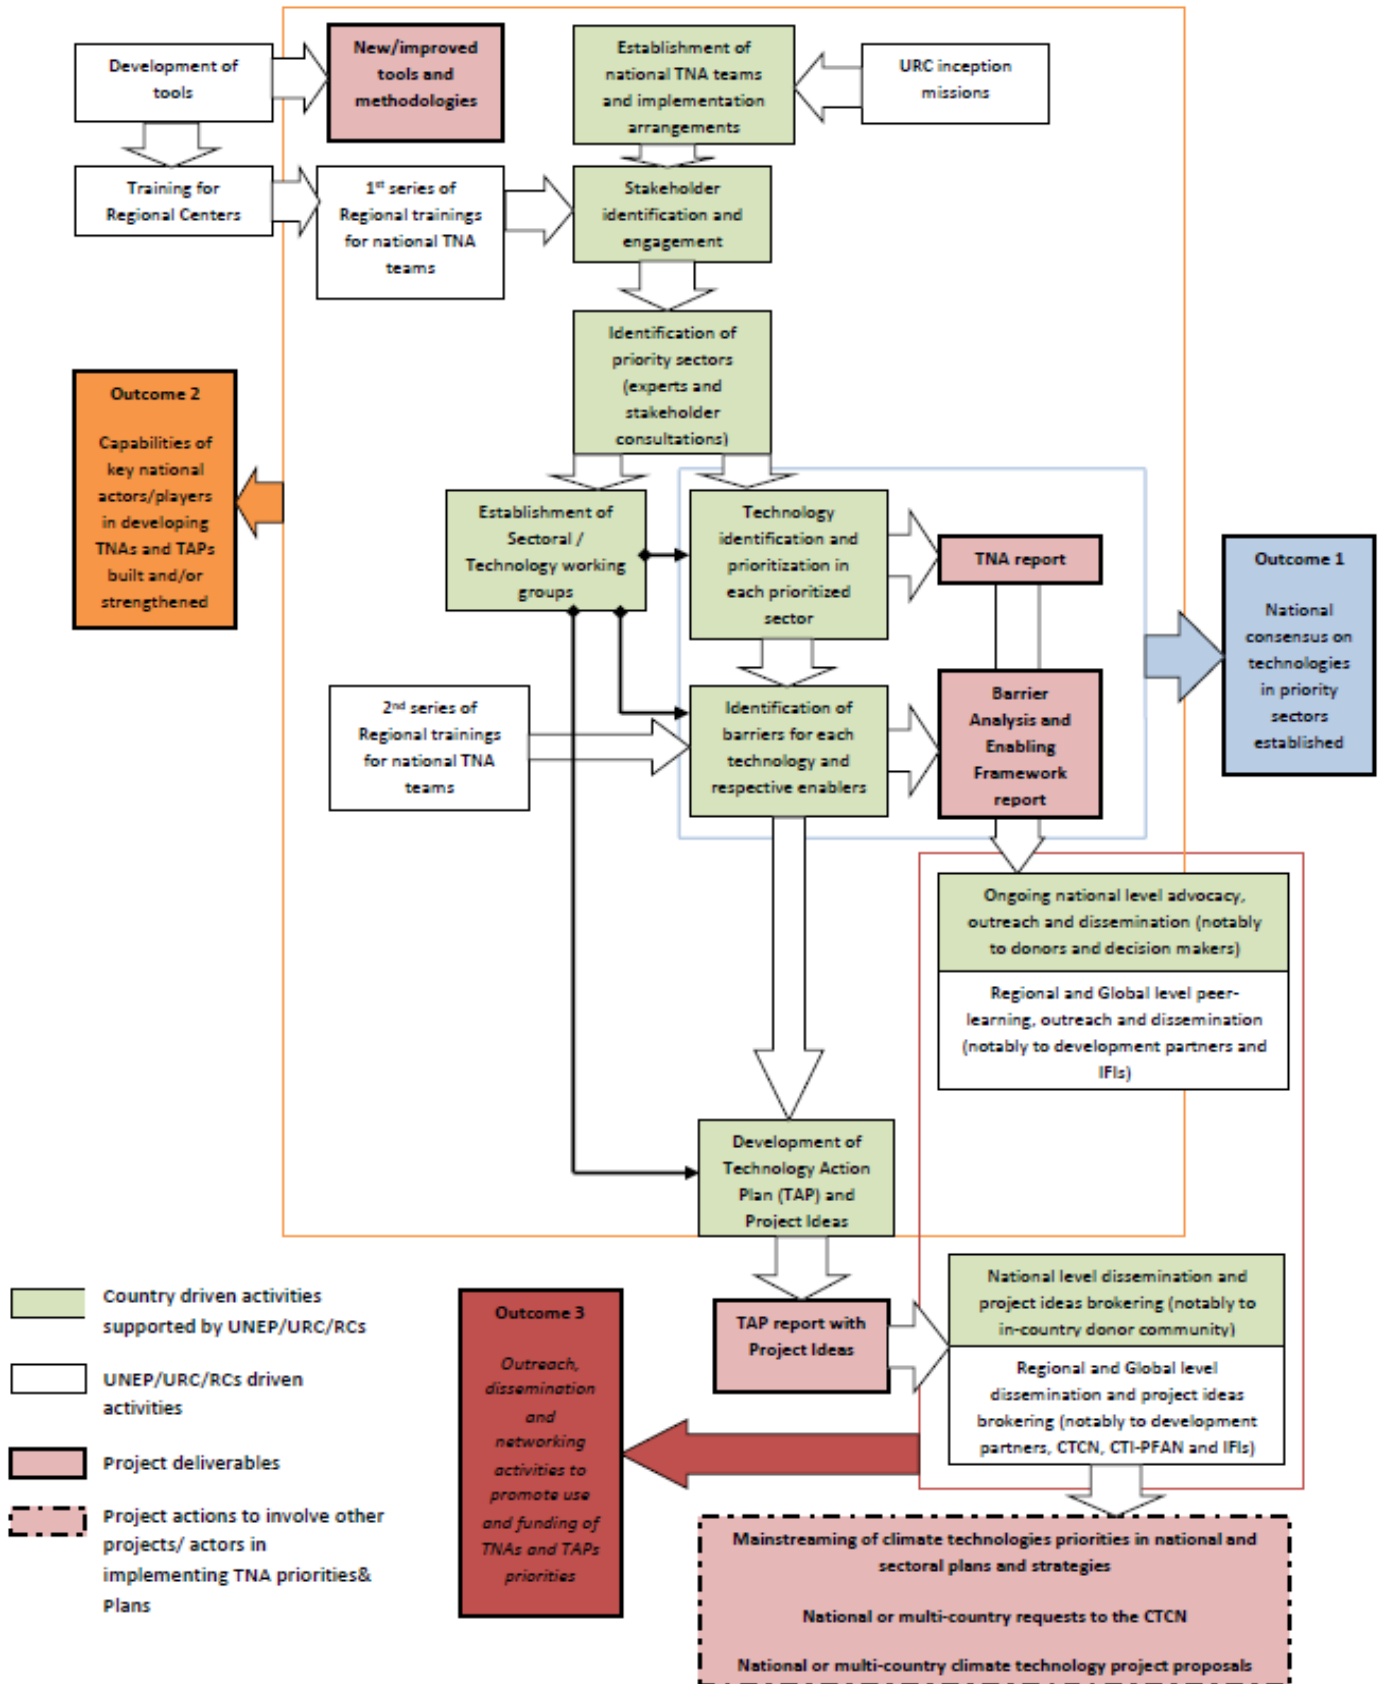 Development of
tools
New/improved
tools and
methodologies
Establishment of
national TNA teams
and implementation
arrangements
URC inception
missions
Training for
Regional Centers
1st series of
Regional trainings
for national TNA
teams
Stakeholder
identification and
engagement
Identification of
priority sectors
(experts and
stakeholder
consultations)
Outcome 2
Capabilities of
key national
actors/players
in developing
TNAs and TAPs
built and/or
strengthened
Establishment of
Sectoral /
Technology working
groups
Technology
identification and
prioritization in
each prioritized
sector
TNA report
Outcome 1
National
consensus on
technologies
in priority
sectors
established
2nd series of
Regional trainings
for national TNA
teams
Identification of
barriers for each
technology and
respective enablers
Barrier
Analysis and
Enabling
Framework
report
Ongoing national level advocacy,
outreach and dissemination (notably
to donors and decision makers)
Regional and Global level peer-
learning, outreach and dissemination
(notably to development partners and
IFIs)
Development of
Technology Action
Plan (TAP) and
Project Ideas
National level dissemination and
project ideas brokering (notably to
in-country donor community)
Regional and Global level
dissemination and project ideas
brokering (notably to development
partners, CTCN, CTI-PFAN and IFIs)
TAP report with
Project Ideas
Outcome 3
Outreach,
dissemination
and
networking
activities to
promote use
and funding of
TNAs and TAPs
priorities
Country driven activities
supported by UNEP/URC/RCs
UNEP/URC/RCs driven
activities
Project deliverables
Project actions to involve other
projects/ actors in
implementing TNA priorities&
Plans
Mainstreaming of climate technologies priorities in national and
sectoral plans and strategies
National or multi-country requests to the CTCN
National or multi-country climate technology project proposals